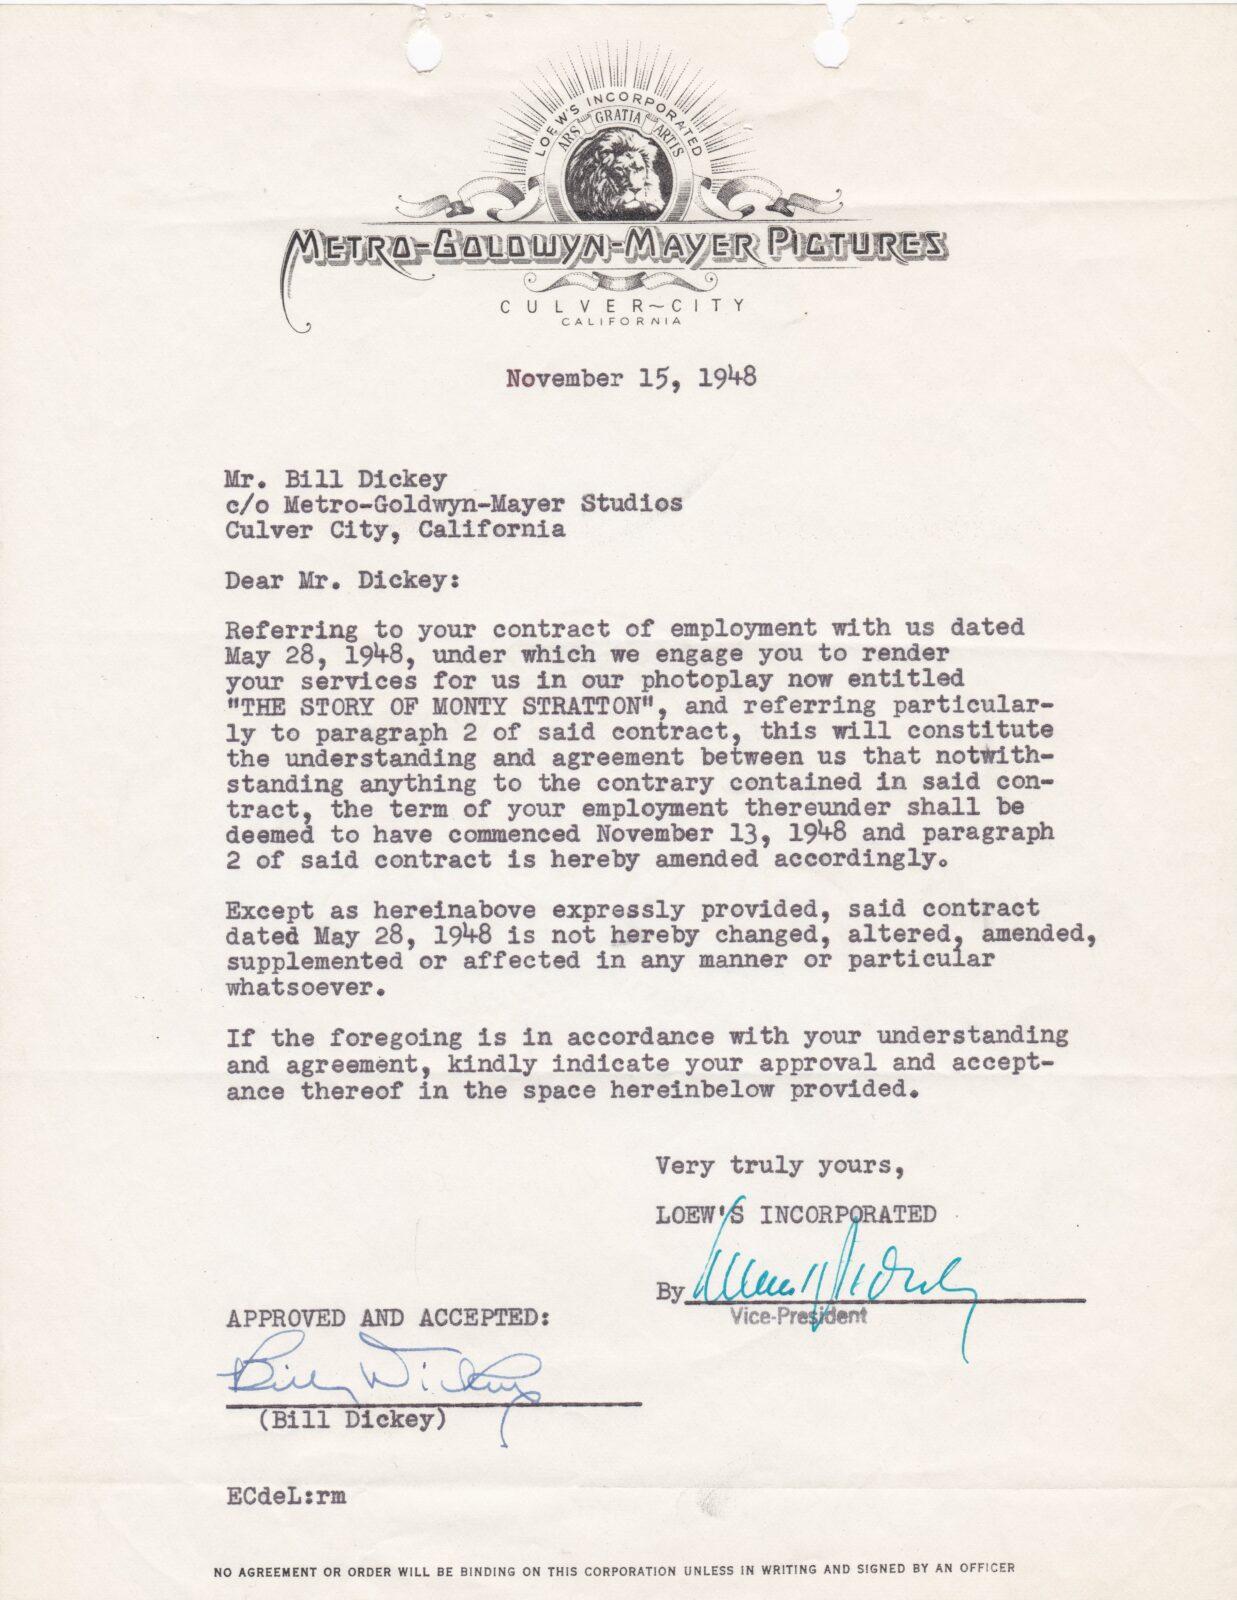 LOEW'S INCORPORATED
ARS GRATIA ARTIS
METRO-GOLDWYN-MAYER PICTURES
CULVER~CITY
CALIFORNIA
November 15, 1948
Mr. Bill Dickey
c/o Metro-Goldwyn-Mayer Studios
Culver City, California
Dear Mr. Dickey:
Referring to your contract of employment with us dated
May 28, 1948, under which we engage you to render
your services for us in our photoplay now entitled
"THE STORY OF MONTY STRATTON", and referring particular-
ly to paragraph 2 of said contract, this will constitute
the understanding and agreement between us that notwith-
standing anything to the contrary contained in said con-
tract, the term of your employment thereunder shall be
deemed to have commenced November 13, 1948 and paragraph
2 of said contract is hereby amended accordingly.
Except as hereinabove expressly provided, said contract
dated May 28, 1948 is not hereby changed, altered, amended,
supplemented or affected in any manner or particular
whatsoever.
If the foregoing is in accordance with your understanding
and agreement, kindly indicate your approval and accept-
ance thereof in the space hereinbelow provided.
Very truly yours,
LOEW'S INCORPORATED
By
Vice-President
APPROVED AND ACCEPTED:
Bill Dickey
(Bill Dickey)
ECdeL:rm
NO AGREEMENT OR ORDER WILL BE BINDING ON THIS CORPORATION UNLESS IN WRITING AND SIGNED BY AN OFFICER